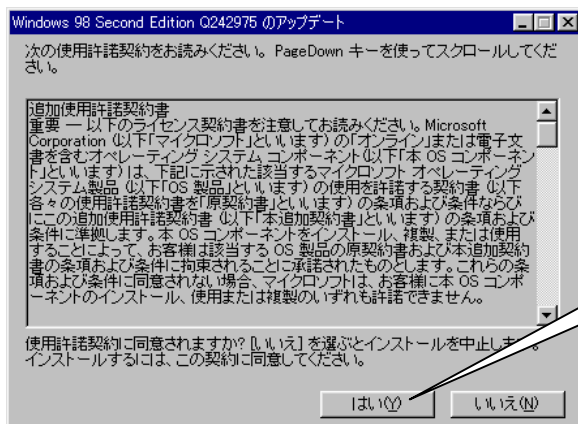 Windows 98 Second Edition Q242975 のアップデート
次の使用許諾契約をお読みください。PageDown キーを使ってスクロールしてくだ
さい。
追加使用許諾契約書
重要 ― 以下のライセンス契約書を注意してお読みください。Microsoft
Corporation (以下「マイクロソフト」といいます) の「オンライン」または電子文
書を含むオペレーティング システム コンポーネント(以下「本 OS コンポーネン
ト」といいます) は、下記に示された該当するマイクロソフト オペレーティング
システム製品 (以下「OS 製品」といいます) の使用を許諾する契約書 (以下
各々の使用許諾契約書を「原契約書」といいます) の条項および条件ならび
にこの追加使用許諾契約書 (以下「本追加契約書」といいます) の条項および
条件に準拠します。本 OS コンポーネントをインストール、複製、または使用
することによって、お客様は該当する OS 製品の原契約書および本追加契約
書の条項および条件に拘束されることに承諾されたものとします。これらの条
項および条件に同意されない場合、マイクロソフトは、お客様に本 OS コンポ
ーネントのインストール、使用または複製のいずれも許諾できません。
使用許諾契約に同意されますか? [いいえ] を選ぶとインストールを中止します。
インストールするには、この契約に同意してください。
はい(Y) いいえ(N)